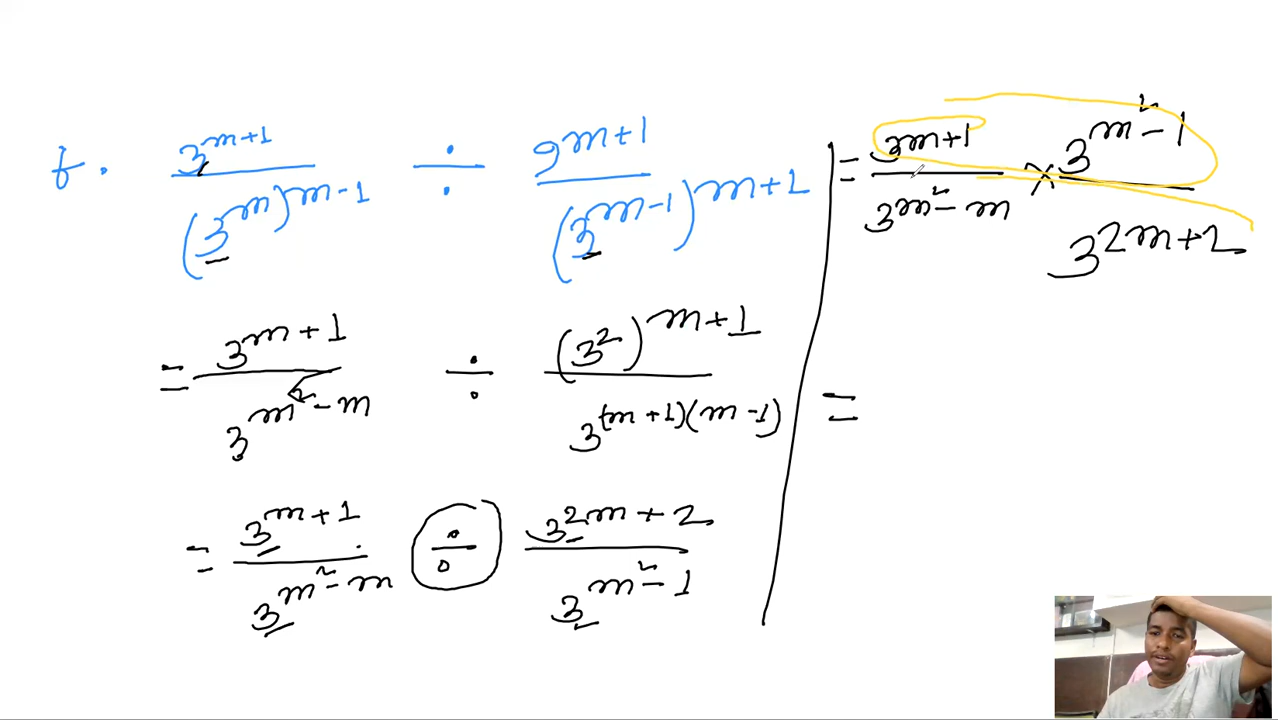 f. 3^{m+1} / (3^m)^{m-1} ÷ 9^{m+1} / (3^{m-1})^{m+1}
= 3^{m+1} / 3^{m²-m} ÷ (3²)^{m+1} / 3^{(m+1)(m-1)}
= 3^{m+1} / 3^{m²-m} ÷ 3^{2m+2} / 3^{m²-1}
= 3^{m+1} / 3^{m²-m} × 3^{m²-1} / 3^{2m+2}
=